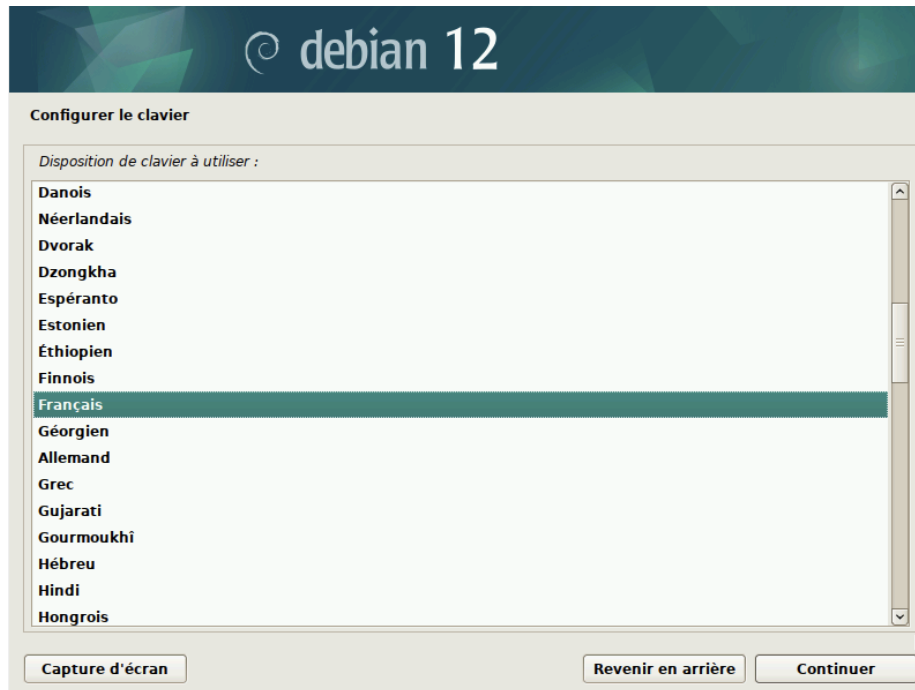 debian 12
Configurer le clavier
Disposition de clavier à utiliser :
Danois
Néerlandais
Dvorak
Dzongkha
Espéranto
Estonien
Éthiopien
Finnois
Français
Géorgien
Allemand
Grec
Gujarati
Gourmoukhî
Hébreu
Hindi
Hongrois
Capture d'écran
Revenir en arrière
Continuer